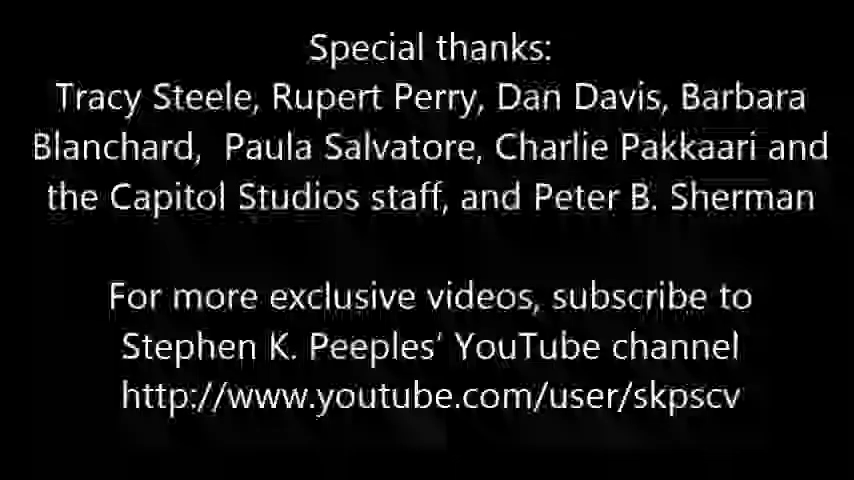 Special thanks:
Tracy Steele, Rupert Perry, Dan Davis, Barbara
Blanchard,  Paula Salvatore, Charlie Pakkaari and
the Capitol Studios staff, and Peter B. Sherman
For more exclusive videos, subscribe to
Stephen K. Peeples’ YouTube channel
http://www.youtube.com/user/skpscv